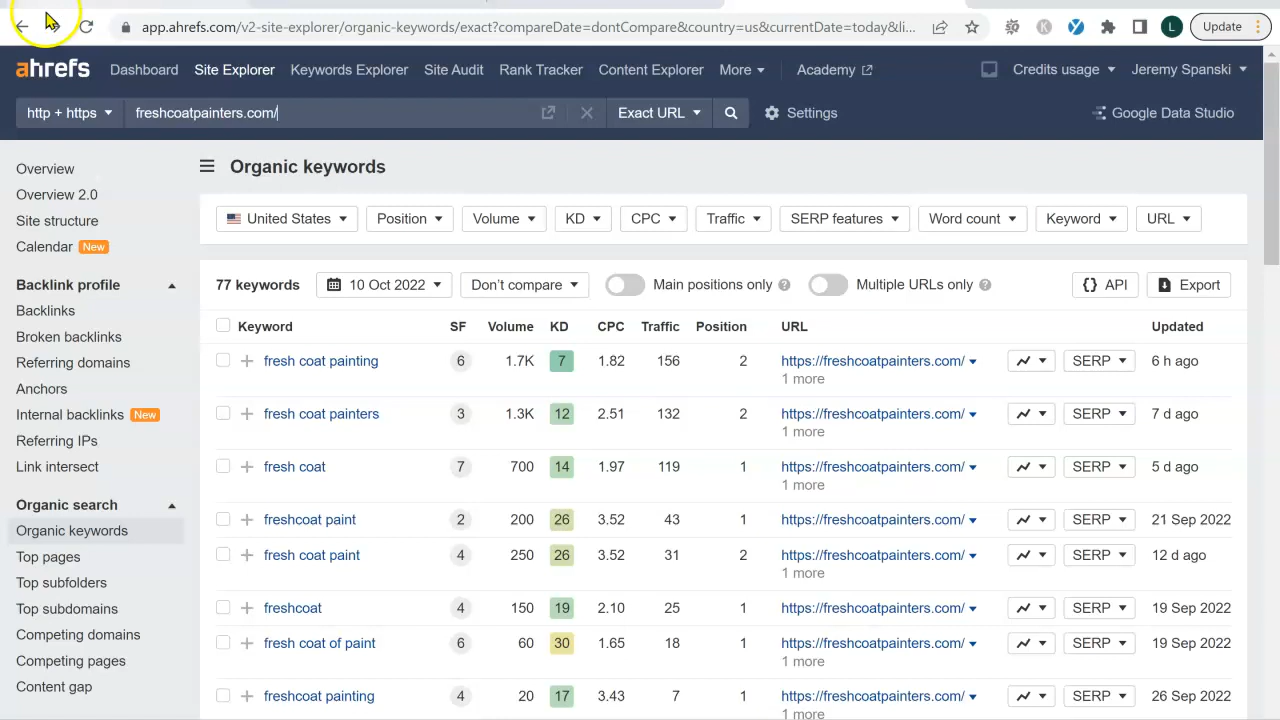 app.ahrefs.com/v2-site-explorer/organic-keywords/exact?compareDate=dontCompare&country=us&currentDate=today&li...
K
L
Update
ahrefs
Dashboard
Site Explorer
Keywords Explorer
Site Audit
Rank Tracker
Content Explorer
More
Academy
Credits usage
Jeremy Spanski
http + https
freshcoatpainters.com/
Exact URL
Settings
Google Data Studio
Overview
Overview 2.0
Site structure
Calendar New
Backlink profile
Backlinks
Broken backlinks
Referring domains
Anchors
Internal backlinks New
Referring IPs
Link intersect
Organic search
Organic keywords
Top pages
Top subfolders
Top subdomains
Competing domains
Competing pages
Content gap
Organic keywords
United States Position Volume KD CPC Traffic SERP features Word count Keyword URL
77 keywords 10 Oct 2022 Don't compare Main positions only ? Multiple URLs only ? {} API Export
Keyword SF Volume KD CPC Traffic Position URL Updated
fresh coat painting 6 1.7K 7 1.82 156 2 https://freshcoatpainters.com/ SERP 6 h ago
1 more
fresh coat painters 3 1.3K 12 2.51 132 2 https://freshcoatpainters.com/ SERP 7 d ago
1 more
fresh coat 7 700 14 1.97 119 1 https://freshcoatpainters.com/ SERP 5 d ago
1 more
freshcoat paint 2 200 26 3.52 43 1 https://freshcoatpainters.com/ SERP 21 Sep 2022
fresh coat paint 4 250 26 3.52 31 2 https://freshcoatpainters.com/ SERP 12 d ago
1 more
freshcoat 4 150 19 2.10 25 1 https://freshcoatpainters.com/ SERP 19 Sep 2022
fresh coat of paint 6 60 30 1.65 18 1 https://freshcoatpainters.com/ SERP 19 Sep 2022
1 more
freshcoat painting 4 20 17 3.43 7 1 https://freshcoatpainters.com/ SERP 26 Sep 2022
1 more